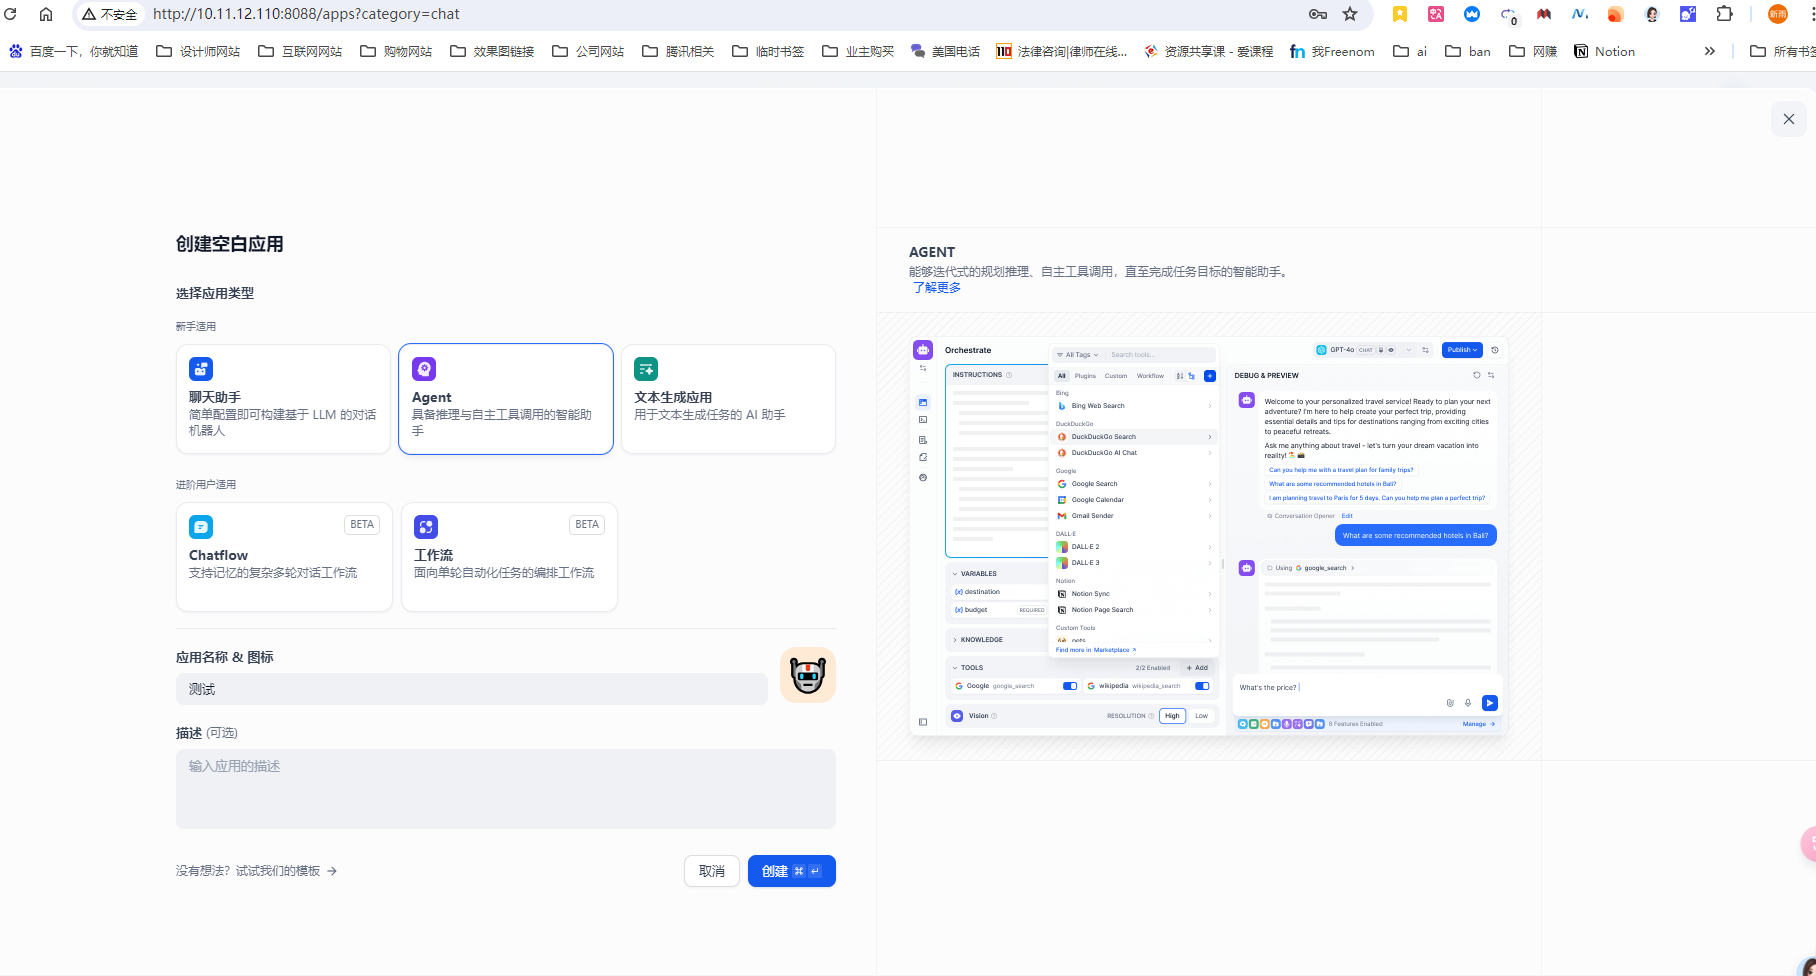 不安全 http://10.11.12.110:8088/apps?category=chat
0
新雨
百度一下，你就知道 设计师网站 互联网网站 购物网站 效果图链接 公司网站 腾讯相关 临时书签 业主购买 美国电话 法律咨询|律师在线... 资源共享课 - 爱课程 我Freenom ai ban 网赚 Notion » 所有书签
创建空白应用
选择应用类型
新手适用
聊天助手
简单配置即可构建基于 LLM 的对话
机器人
Agent
具备推理与自主工具调用的智能助
手
文本生成应用
用于文本生成任务的 AI 助手
进阶用户适用
BETA
Chatflow
支持记忆的复杂多轮对话工作流
BETA
工作流
面向单轮自动化任务的编排工作流
应用名称 & 图标
测试
描述 (可选)
输入应用的描述
没有想法？试试我们的模板 →
取消
创建 ⌘ ↵
AGENT
能够迭代式的规划推理、自主工具调用，直至完成任务目标的智能助手。
了解更多
Orchestrate
INSTRUCTIONS
All Tags
Search tools...
All Plugins Custom Workflow
Bing
Bing Web Search
DuckDuckGo
DuckDuckGo Search
DuckDuckGo AI Chat
Google
Google Search
Google Calendar
Gmail Sender
DALL·E
DALL·E 2
DALL·E 3
Notion
Notion Sync
Notion Page Search
Custom Tools
pets
Find more in Marketplace ↗
VARIABLES
{x} destination
{x} budget REQUIRED
KNOWLEDGE
TOOLS 2/2 Enabled + Add
Google google_search
wikipedia wikipedia_search
Vision RESOLUTION High Low
GPT-4o CHAT
Publish
DEBUG & PREVIEW
Welcome to your personalized travel service! Ready to plan your next
adventure? I'm here to help create your perfect trip, providing
essential details and tips for destinations ranging from exciting cities
to peaceful retreats.
Ask me anything about travel - let's turn your dream vacation into
reality! 🏝️ 📸
Can you help me with a travel plan for family trips?
What are some recommended hotels in Bali?
I am planning travel to Paris for 5 days. Can you help me plan a perfect trip?
Conversation Opener Edit
What are some recommended hotels in Bali?
Using google_search
What's the price?
8 Features Enabled
Manage →